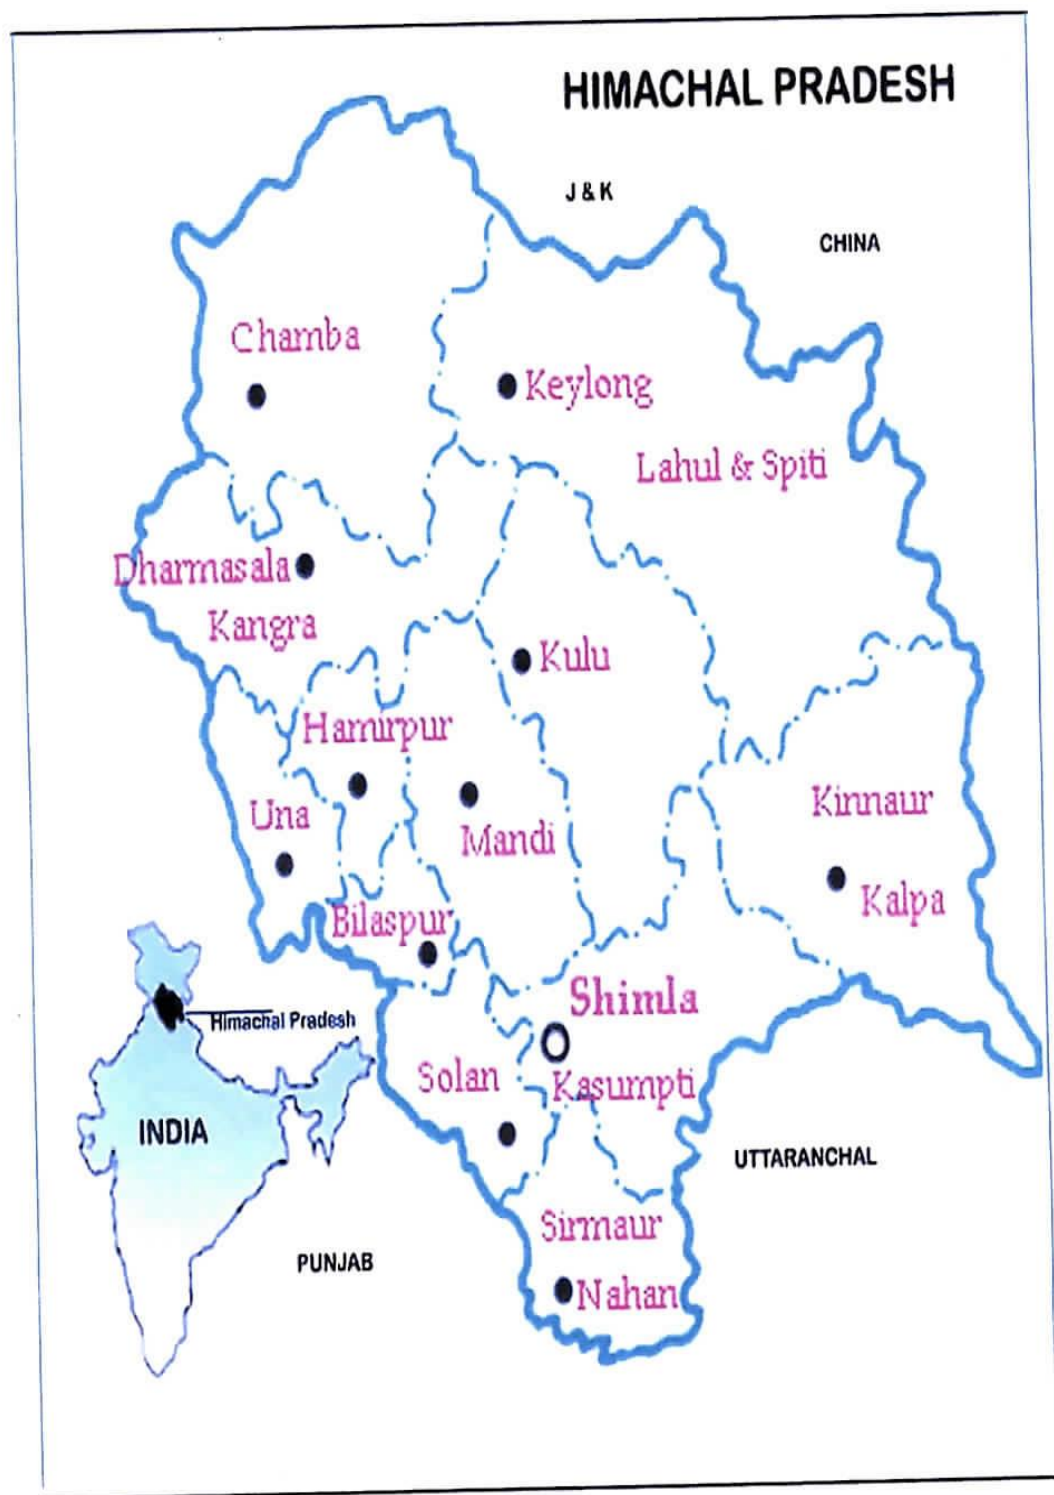 HIMACHAL PRADESH
J & K
CHINA
Chamba
Keylong
Lahul & Spiti
Dharmasala
Kangra
Kulu
Hamirpur
Una
Mandi
Kinnaur
Kalpa
Bilaspur
Shimla
Himachal Pradesh
Solan
Kasumpti
INDIA
UTTARANCHAL
Sirmaur
PUNJAB
Nahan